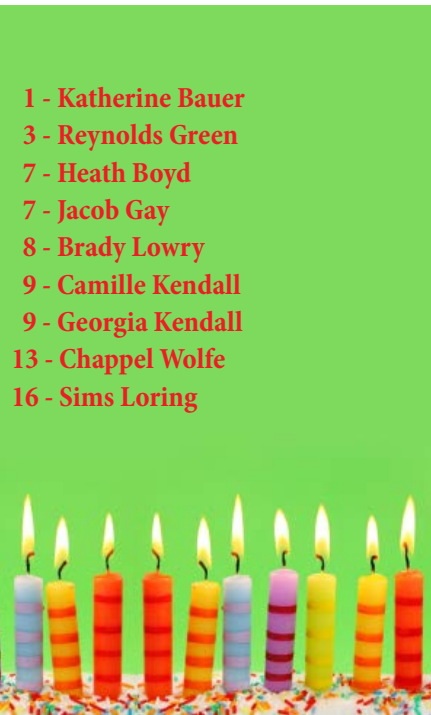 1 - Katherine Bauer
3 - Reynolds Green
7 - Heath Boyd
7 - Jacob Gay
8 - Brady Lowry
9 - Camille Kendall
9 - Georgia Kendall
13 - Chappel Wolfe
16 - Sims Loring